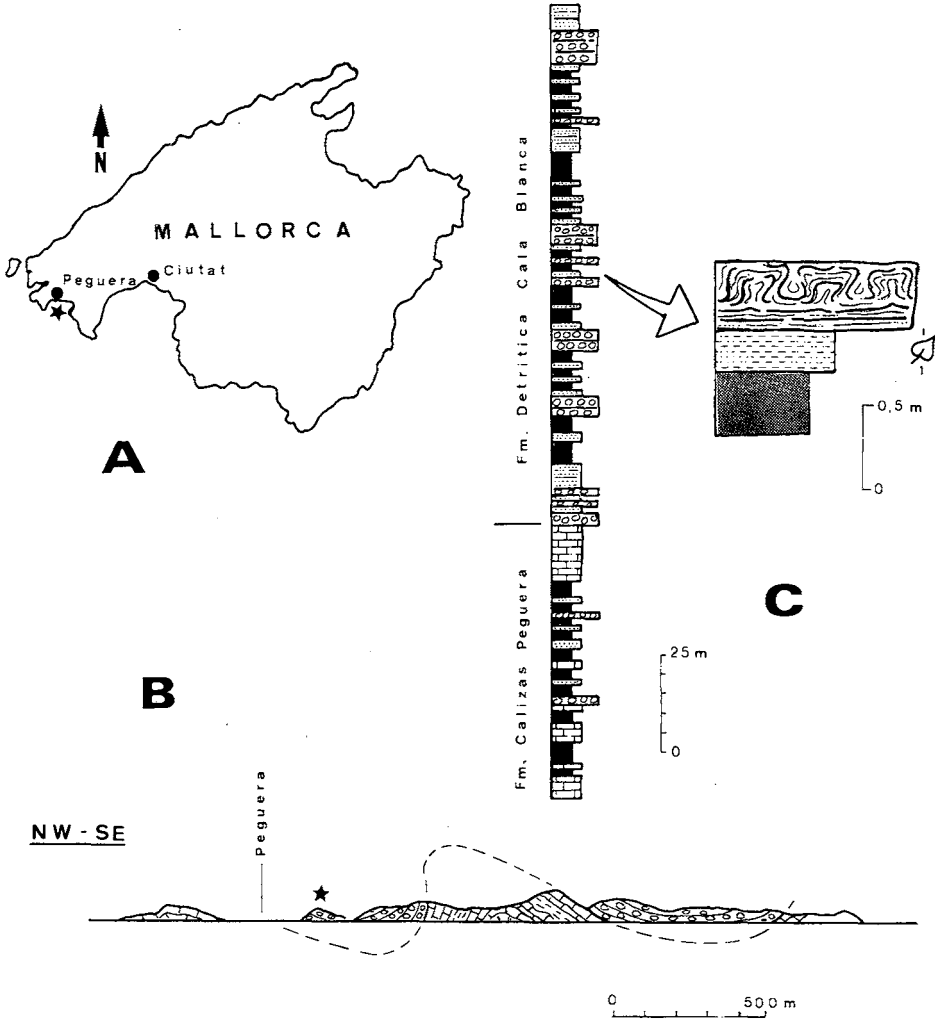 N
MALLORCA
Peguera
Ciutat
A
Fm. Detrítica Cala Blanca
Fm. Calizas Peguera
0,5 m
0
C
25 m
0
B
NW - SE
Peguera
0 500 m